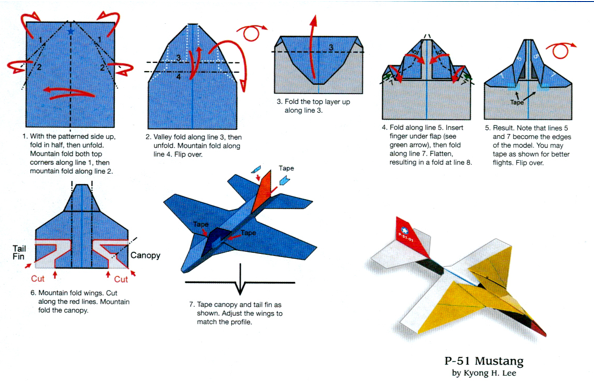 1
1
2
2
3
4
3
1. With the patterned side up,
fold in half, then unfold.
Mountain fold both top
corners along line 1, then
mountain fold along line 2.
2. Valley fold along line 3, then
unfold. Mountain fold along
line 4. Flip over.
3. Fold the top layer up
along line 3.
4. Fold along line 5. Insert
finger under flap (see
green arrow), then fold
along line 7. Flatten,
resulting in a fold at line 8.
Tape
5. Result. Note that lines 5
and 7 become the edges
of the model. You may
tape as shown for better
flights. Flip over.
Tail
Fin
Canopy
Cut
Cut
6. Mountain fold wings. Cut
along the red lines. Mountain
fold the canopy.
Tape
Tape
Tape
7. Tape canopy and tail fin as
shown. Adjust the wings to
match the profile.
P-51 Mustang
by Kyong H. Lee